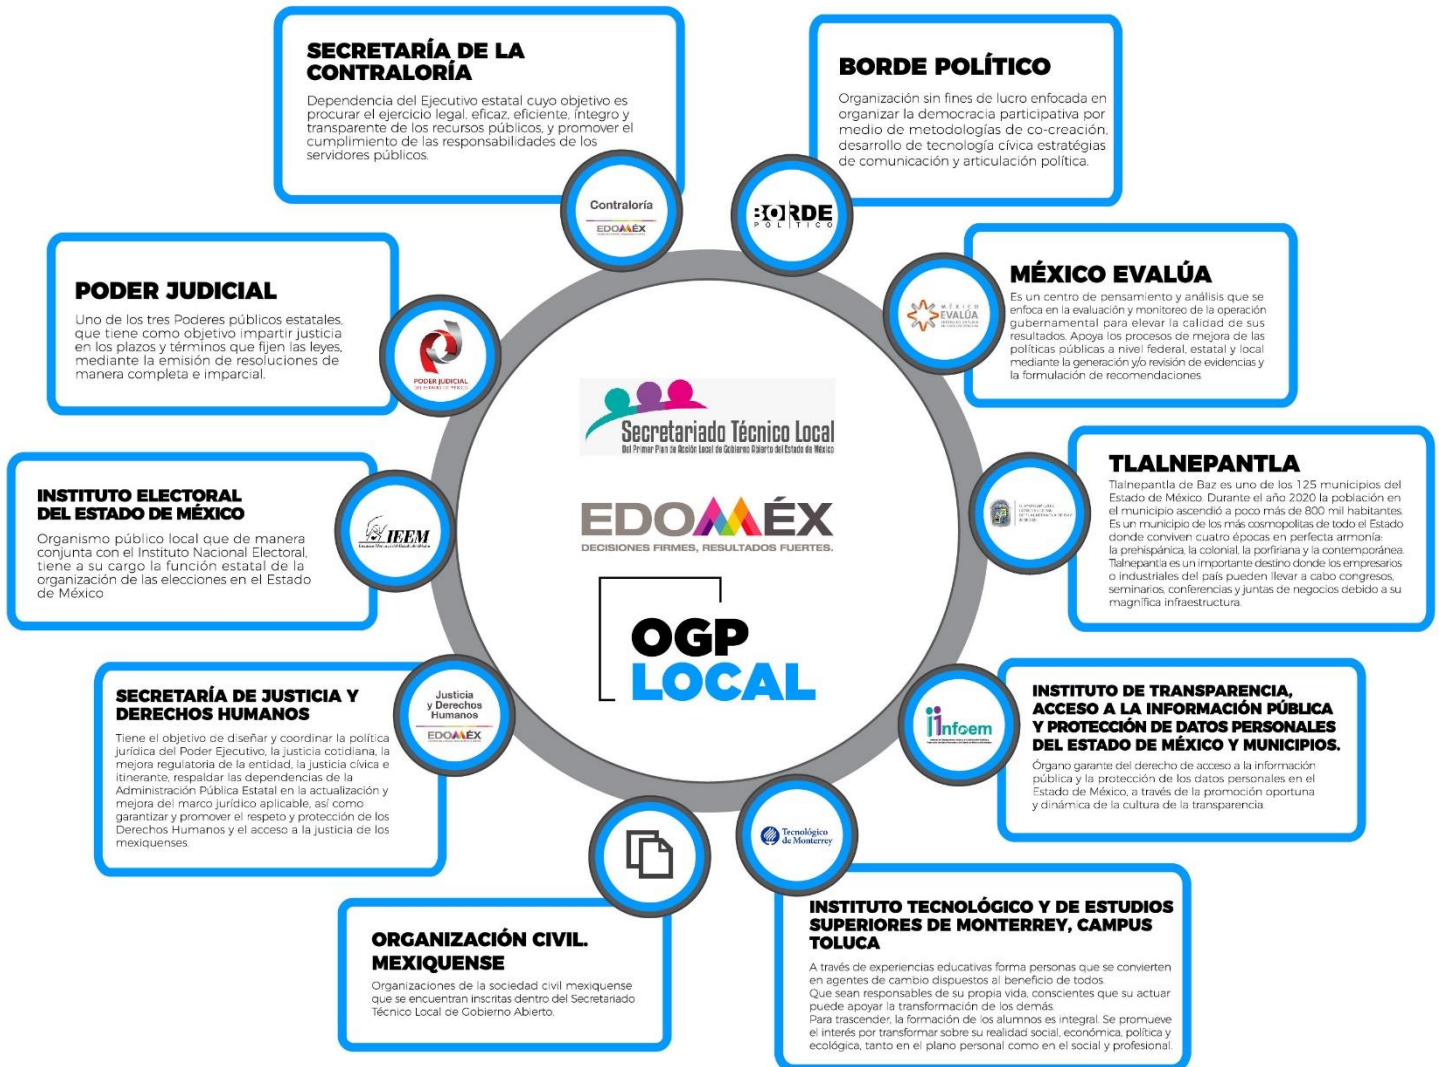 SECRETARÍA DE LA
CONTRALORÍA
Dependencia del Ejecutivo estatal cuyo objetivo es
procurar el ejercicio legal, eficaz, eficiente, íntegro y
transparente de los recursos públicos, y promover el
cumplimiento de las responsabilidades de los
servidores públicos.
Contraloría
EDOMÉX
BORDE POLÍTICO
Organización sin fines de lucro enfocada en
organizar la democracia participativa por
medio de metodologías de co-creación,
desarrollo de tecnología cívica estratégias
de comunicación y articulación política.
BORDE
POLÍTICO
PODER JUDICIAL
Uno de los tres Poderes públicos estatales,
que tiene como objetivo impartir justicia
en los plazos y términos que fijen las leyes,
mediante la emisión de resoluciones de
manera completa e imparcial.
PODER JUDICIAL
DEL ESTADO DE MÉXICO
MÉXICO EVALÚA
Es un centro de pensamiento y análisis que se
enfoca en la evaluación y monitoreo de la operación
gubernamental para elevar la calidad de sus
resultados. Apoya los procesos de mejora de las
políticas públicas a nivel federal, estatal y local
mediante la generación y/o revisión de evidencias y
la formulación de recomendaciones.
MÉXICO
EVALÚA
Secretariado Técnico Local
Del Primer Plan de Acción Local de Gobierno Abierto del Estado de México
EDOMÉX
DECISIONES FIRMES, RESULTADOS FUERTES.
OGP
LOCAL
INSTITUTO ELECTORAL
DEL ESTADO DE MÉXICO
Organismo público local que de manera
conjunta con el Instituto Nacional Electoral,
tiene a su cargo la función estatal de la
organización de las elecciones en el Estado
de México
IEEM
TLALNEPANTLA
Tlalnepantla de Baz es uno de los 125 municipios del
Estado de México. Durante el año 2020 la población en
el municipio ascendió a poco más de 800 mil habitantes.
Es un municipio de los más cosmopolitas de todo el Estado
donde conviven cuatro épocas en perfecta armonía:
la prehispánica, la colonial, la porfiriana y la contemporánea.
Tlalnepantla es un importante destino donde los empresarios
o industriales del país pueden llevar a cabo congresos,
seminarios, conferencias y juntas de negocios debido a su
magnífica infraestructura.
SECRETARÍA DE JUSTICIA Y
DERECHOS HUMANOS
Tiene el objetivo de diseñar y coordinar la política
jurídica del Poder Ejecutivo, la justicia cotidiana, la
mejora regulatoria de la entidad, la justicia cívica e
itinerante, respaldar las dependencias de la
Administración Pública Estatal en la actualización y
mejora del marco jurídico aplicable, así como
garantizar y promover el respeto y protección de los
Derechos Humanos y el acceso a la justicia de los
mexiquenses.
Justicia
y Derechos
Humanos
EDOMÉX
INSTITUTO DE TRANSPARENCIA,
ACCESO A LA INFORMACIÓN PÚBLICA
Y PROTECCIÓN DE DATOS PERSONALES
DEL ESTADO DE MÉXICO Y MUNICIPIOS.
Órgano garante del derecho de acceso a la información
pública y la protección de los datos personales en el
Estado de México, a través de la promoción oportuna
y dinámica de la cultura de la transparencia.
infoem
ORGANIZACIÓN CIVIL.
MEXIQUENSE
Organizaciones de la sociedad civil mexiquense
que se encuentran inscritas dentro del Secretariado
Técnico Local de Gobierno Abierto.
Tecnológico
de Monterrey
INSTITUTO TECNOLÓGICO Y DE ESTUDIOS
SUPERIORES DE MONTERREY, CAMPUS
TOLUCA
A través de experiencias educativas forma personas que se convierten
en agentes de cambio dispuestos al beneficio de todos.
Que sean responsables de su propia vida, conscientes que su actuar
puede apoyar la transformación de los demás.
Para trascender, la formación de los alumnos es integral. Se promueve
el interés por transformar sobre su realidad social, económica, política y
ecológica, tanto en el plano personal como en el social y profesional.